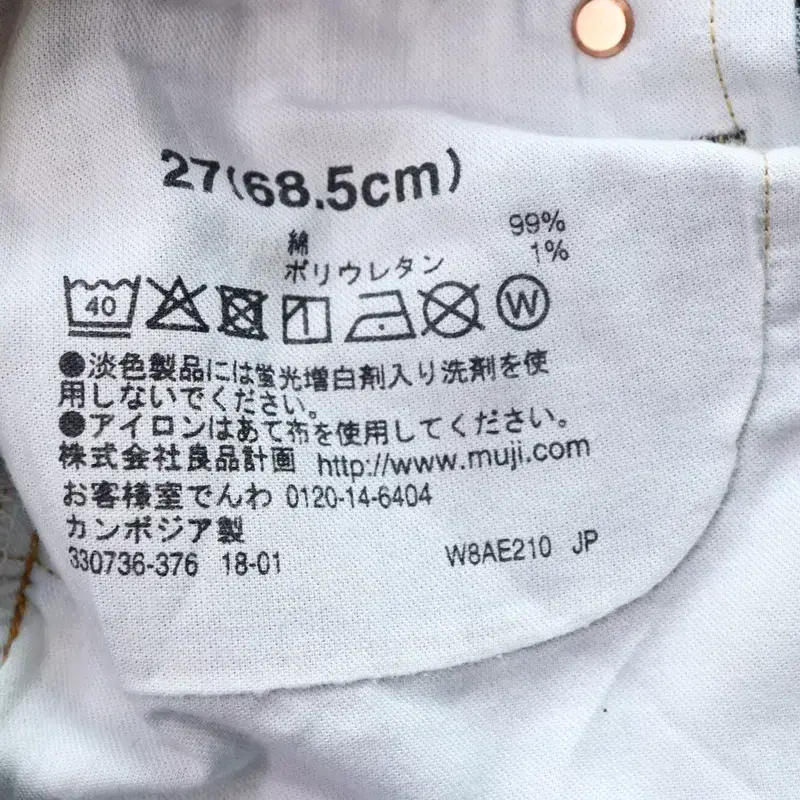 27(68.5cm)
綿 99%
ポリウレタン 1%
40 W
●淡色製品には蛍光増白剤入り洗剤を使
用しないでください。
●アイロンはあて布を使用してください。
株式会社良品計画 http://www.muji.com
お客様室でんわ 0120-14-6404
カンボジア製
330736-376 18-01 W8AE210 JP